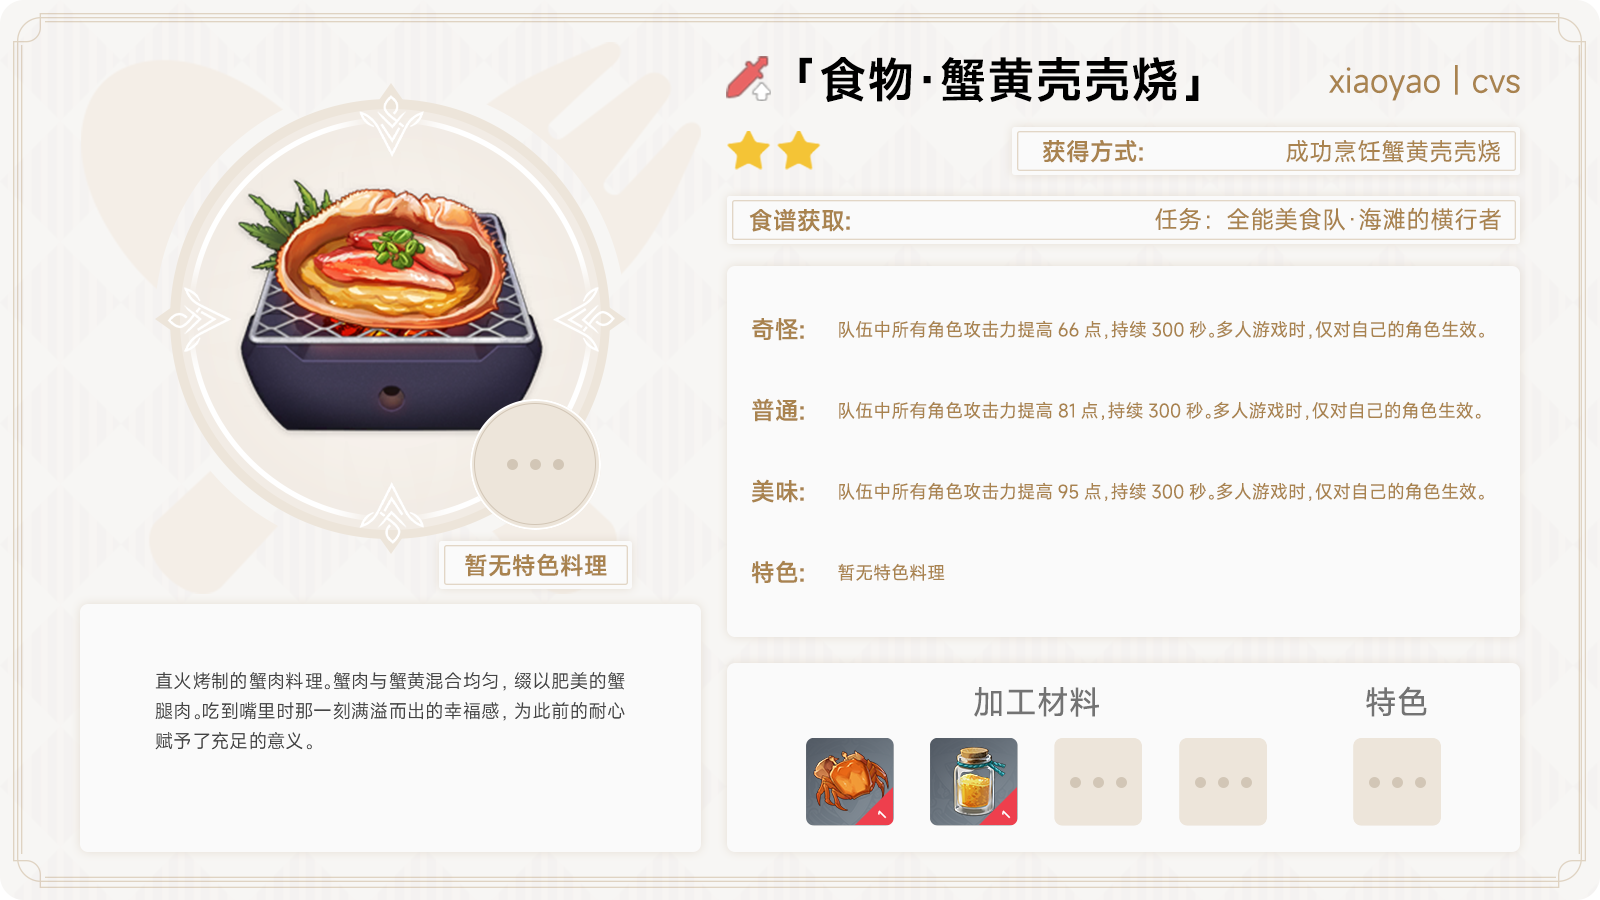 「食物·蟹黄壳壳烧」
xiaoyao | cvs
获得方式: 成功烹饪蟹黄壳壳烧
食谱获取: 任务：全能美食队·海滩的横行者
奇怪: 队伍中所有角色攻击力提高 66 点，持续 300 秒。多人游戏时，仅对自己的角色生效。
普通: 队伍中所有角色攻击力提高 81 点，持续 300 秒。多人游戏时，仅对自己的角色生效。
美味: 队伍中所有角色攻击力提高 95 点，持续 300 秒。多人游戏时，仅对自己的角色生效。
特色: 暂无特色料理
暂无特色料理
直火烤制的蟹肉料理。蟹肉与蟹黄混合均匀，缀以肥美的蟹
腿肉。吃到嘴里时那一刻满溢而出的幸福感，为此前的耐心
赋予了充足的意义。
加工材料
特色
1
1